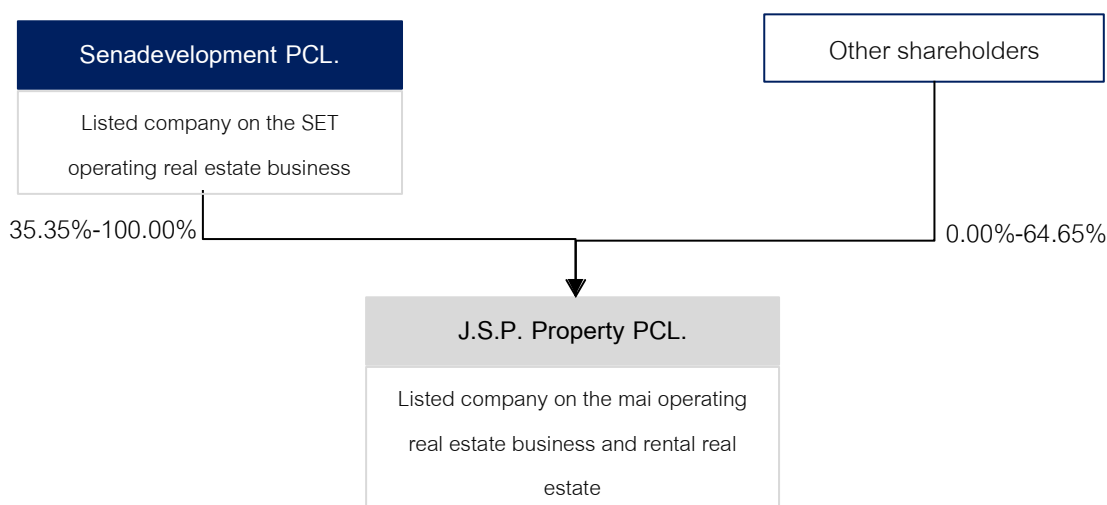 Senadevelopment PCL.
Listed company on the SET
operating real estate business
Other shareholders
35.35%-100.00%
0.00%-64.65%
J.S.P. Property PCL.
Listed company on the mai operating
real estate business and rental real
estate